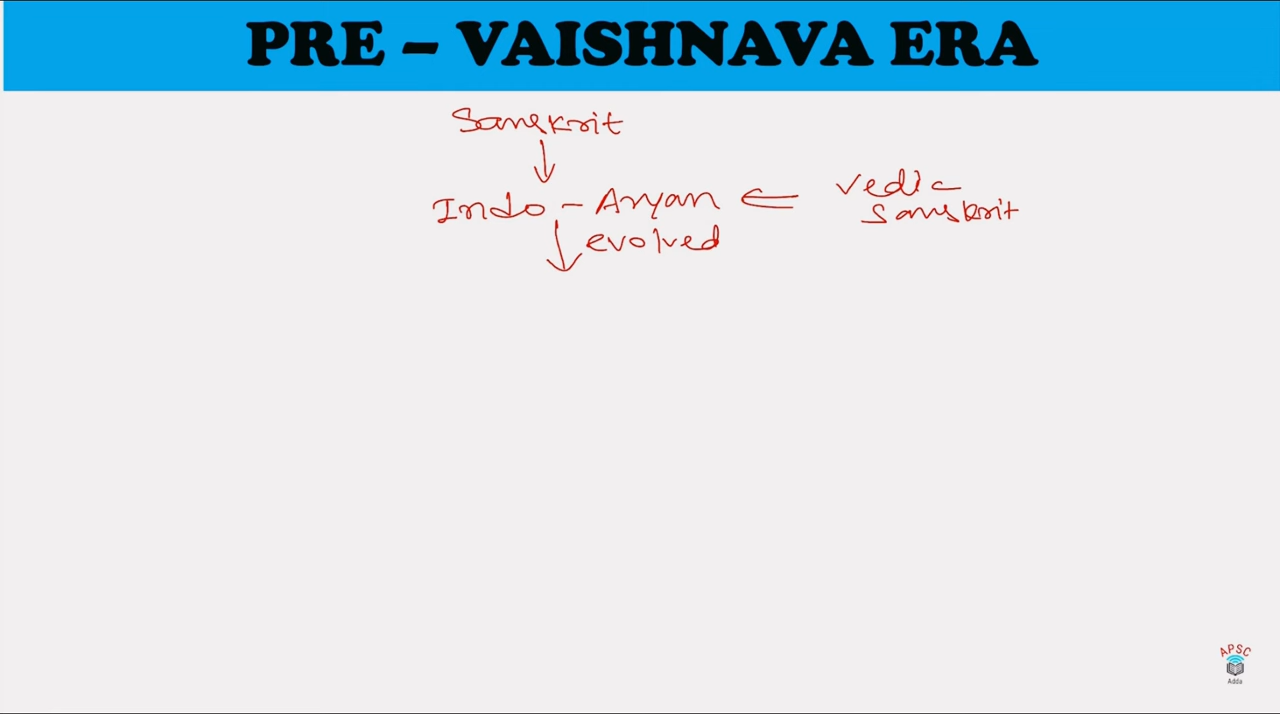 PRE – VAISHNAVA ERA
Sanskrit
Indo - Aryan
Vedic
Sanskrit
evolved
APSC
Adda